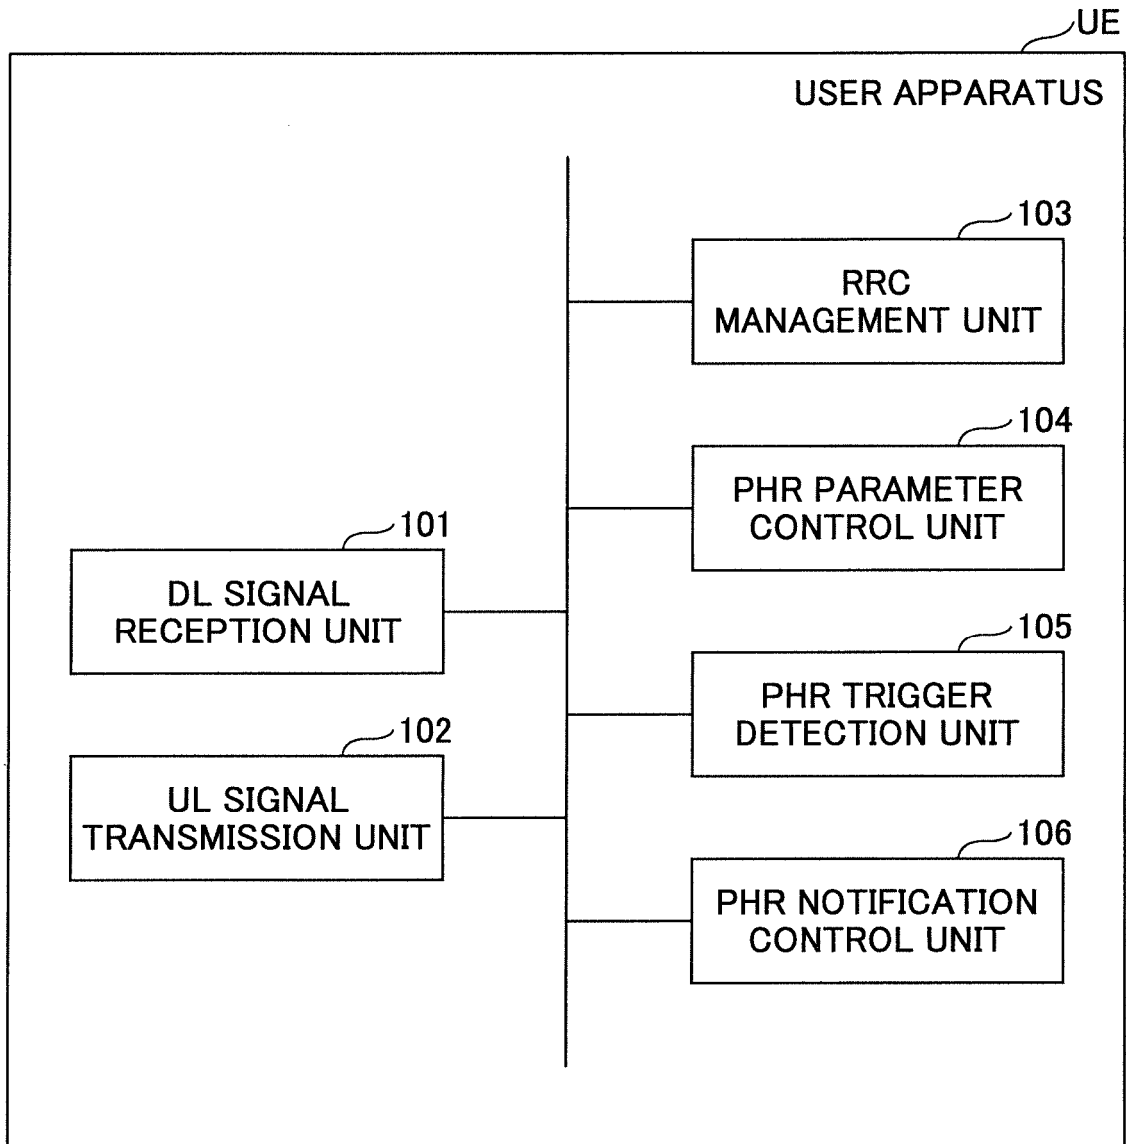 UE
USER APPARATUS
103
RRC
MANAGEMENT UNIT
104
PHR PARAMETER
CONTROL UNIT
101
DL SIGNAL
RECEPTION UNIT
105
PHR TRIGGER
DETECTION UNIT
102
UL SIGNAL
TRANSMISSION UNIT
106
PHR NOTIFICATION
CONTROL UNIT